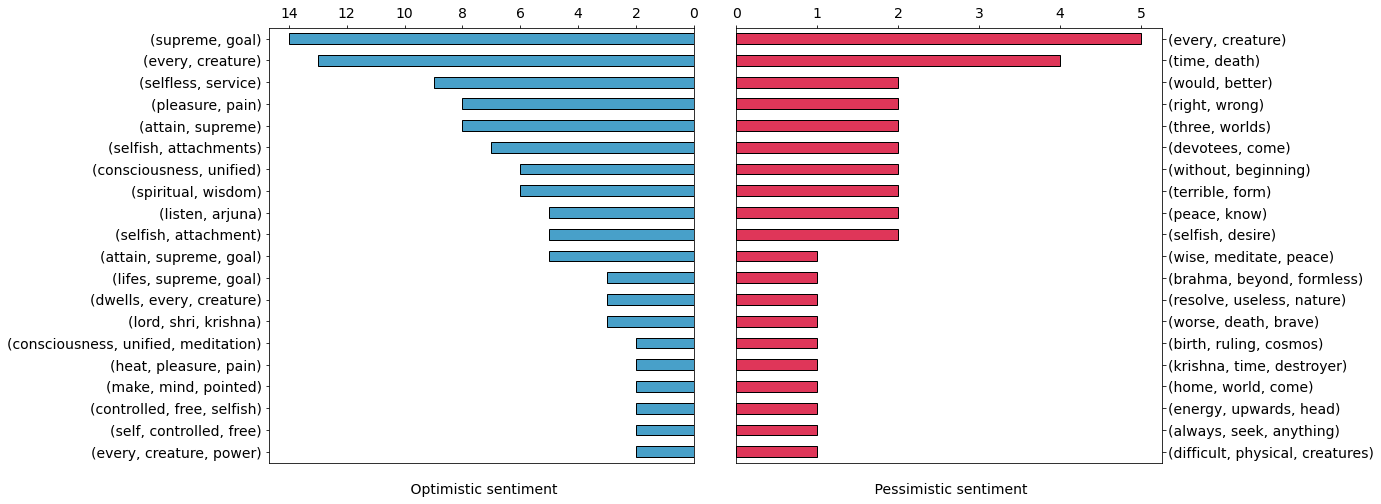 14 12 10 8 6 4 2 0
(supreme, goal)
(every, creature)
(selfless, service)
(pleasure, pain)
(attain, supreme)
(selfish, attachments)
(consciousness, unified)
(spiritual, wisdom)
(listen, arjuna)
(selfish, attachment)
(attain, supreme, goal)
(lifes, supreme, goal)
(dwells, every, creature)
(lord, shri, krishna)
(consciousness, unified, meditation)
(heat, pleasure, pain)
(make, mind, pointed)
(controlled, free, selfish)
(self, controlled, free)
(every, creature, power)
Optimistic sentiment
0 1 2 3 4 5
(every, creature)
(time, death)
(would, better)
(right, wrong)
(three, worlds)
(devotees, come)
(without, beginning)
(terrible, form)
(peace, know)
(selfish, desire)
(wise, meditate, peace)
(brahma, beyond, formless)
(resolve, useless, nature)
(worse, death, brave)
(birth, ruling, cosmos)
(krishna, time, destroyer)
(home, world, come)
(energy, upwards, head)
(always, seek, anything)
(difficult, physical, creatures)
Pessimistic sentiment